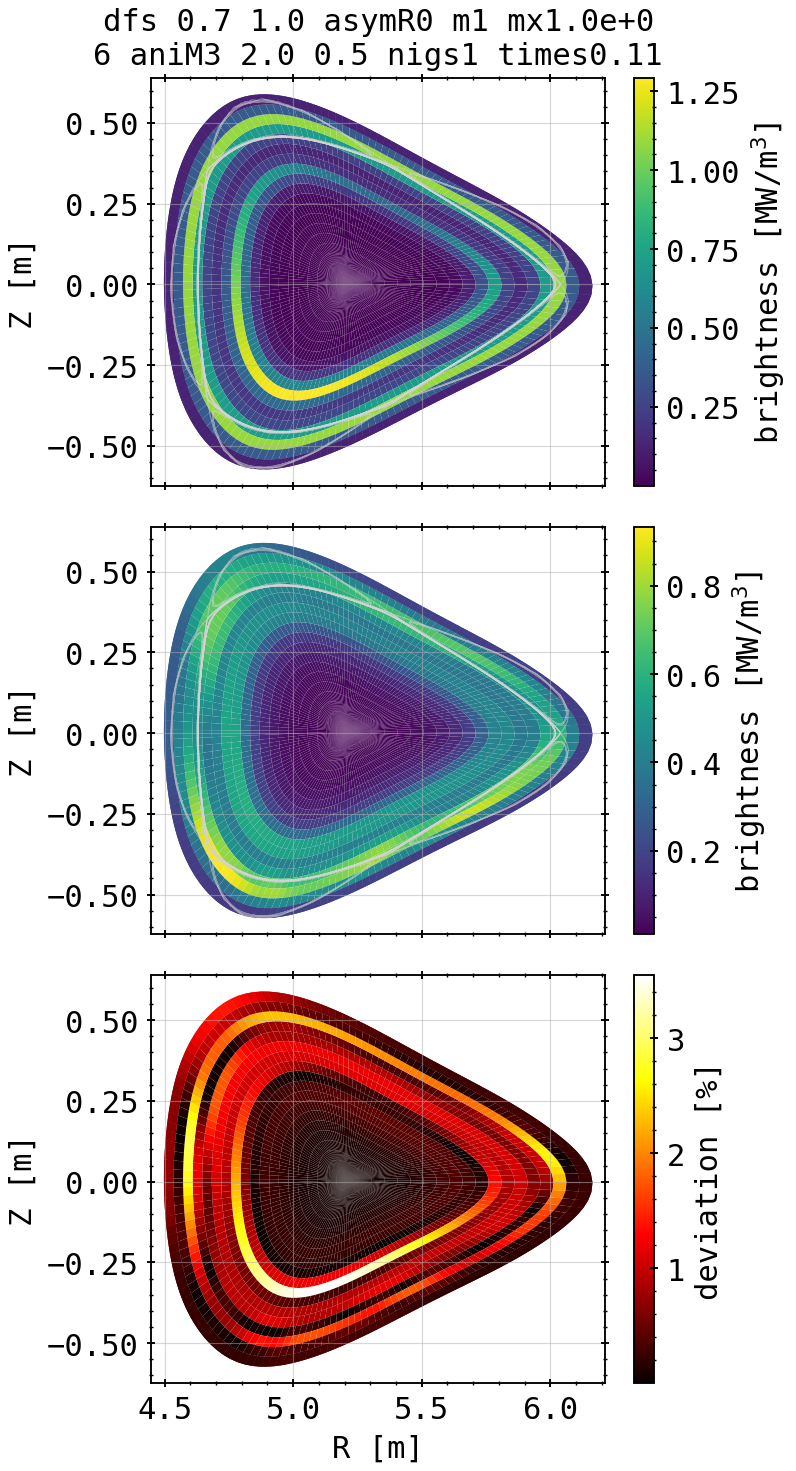 dfs 0.7 1.0 asymR0 m1 mx1.0e+0
6 aniM3 2.0 0.5 nigs1 times0.11
0.50
0.25
0.00
−0.25
−0.50
Z [m]
1.25
1.00
0.75
0.50
0.25
brightness [MW/m³]
0.50
0.25
0.00
−0.25
−0.50
Z [m]
0.8
0.6
0.4
0.2
brightness [MW/m³]
0.50
0.25
0.00
−0.25
−0.50
Z [m]
3
2
1
deviation [%]
4.5 5.0 5.5 6.0
R [m]